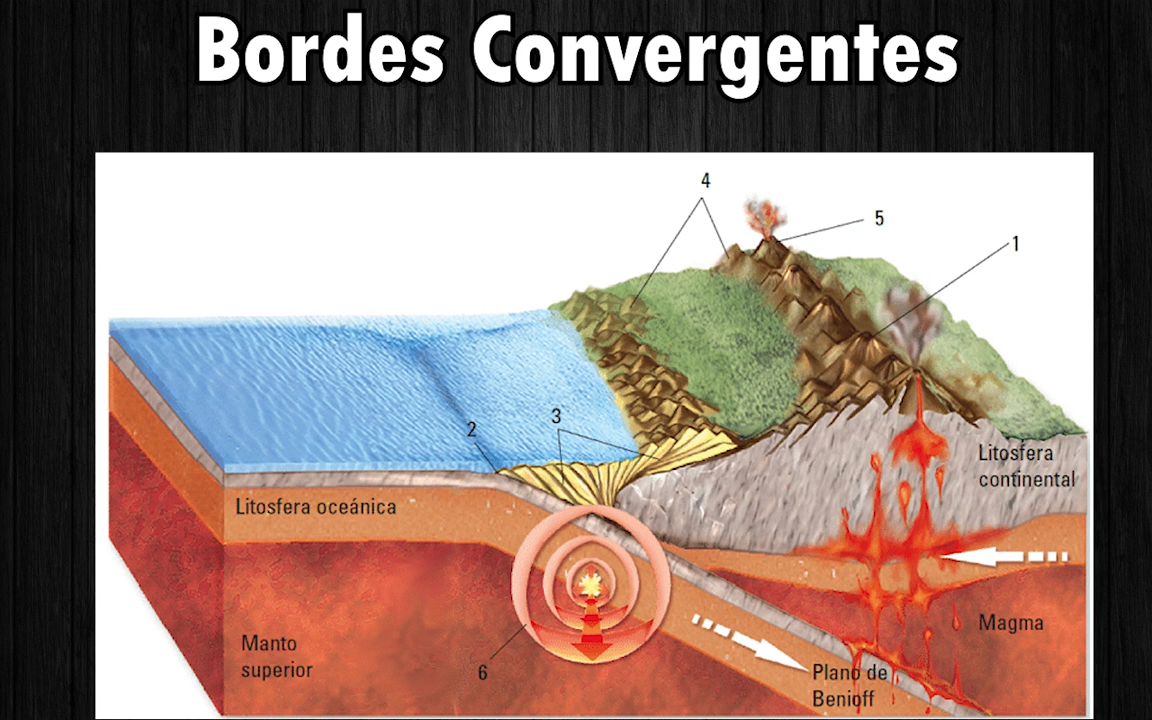 Bordes Convergentes
4
5
1
3
2
Litosfera
continental
Litosfera oceánica
Magma
Manto
superior
6
Plano de
Benioff